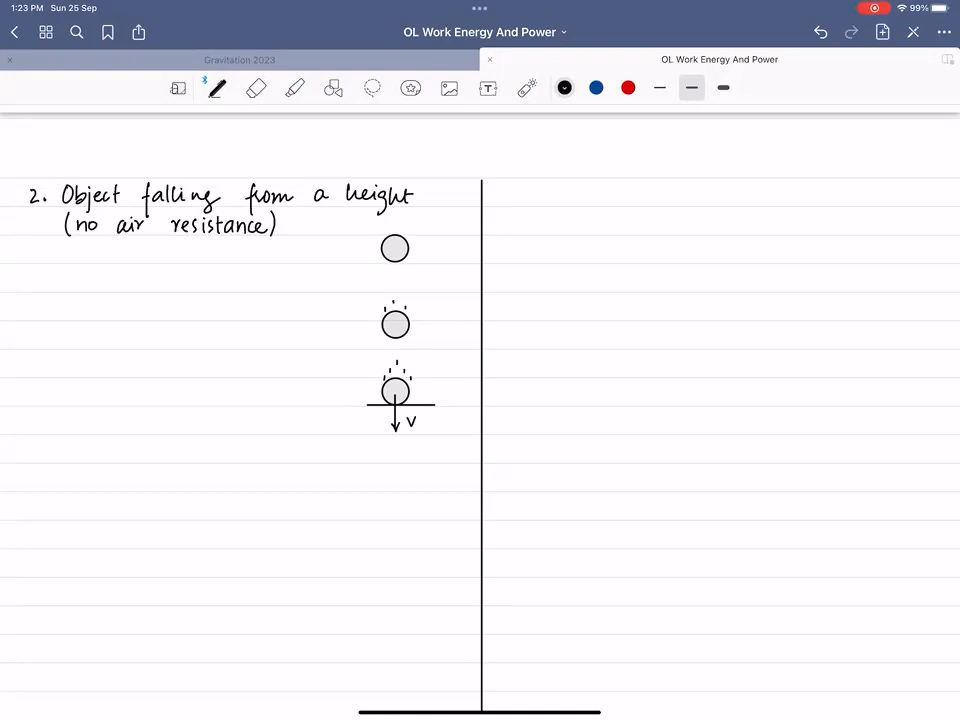 1:23 PM Sun 25 Sep
99%
OL Work Energy And Power
Gravitation 2023
OL Work Energy And Power
T
2. Object falling from a height
(no air resistance)
v